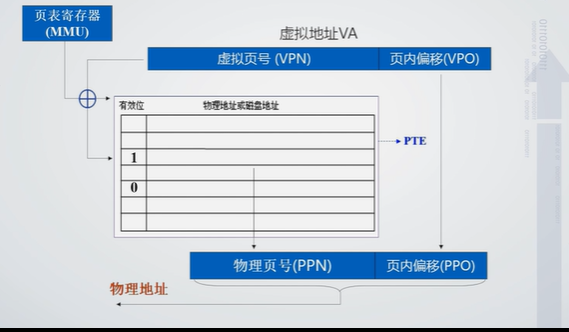 页表寄存器
(MMU)
虚拟地址VA
虚拟页号 (VPN)
页内偏移(VPO)
有效位
物理地址或磁盘地址
1
0
PTE
物理页号(PPN)
页内偏移(PPO)
物理地址